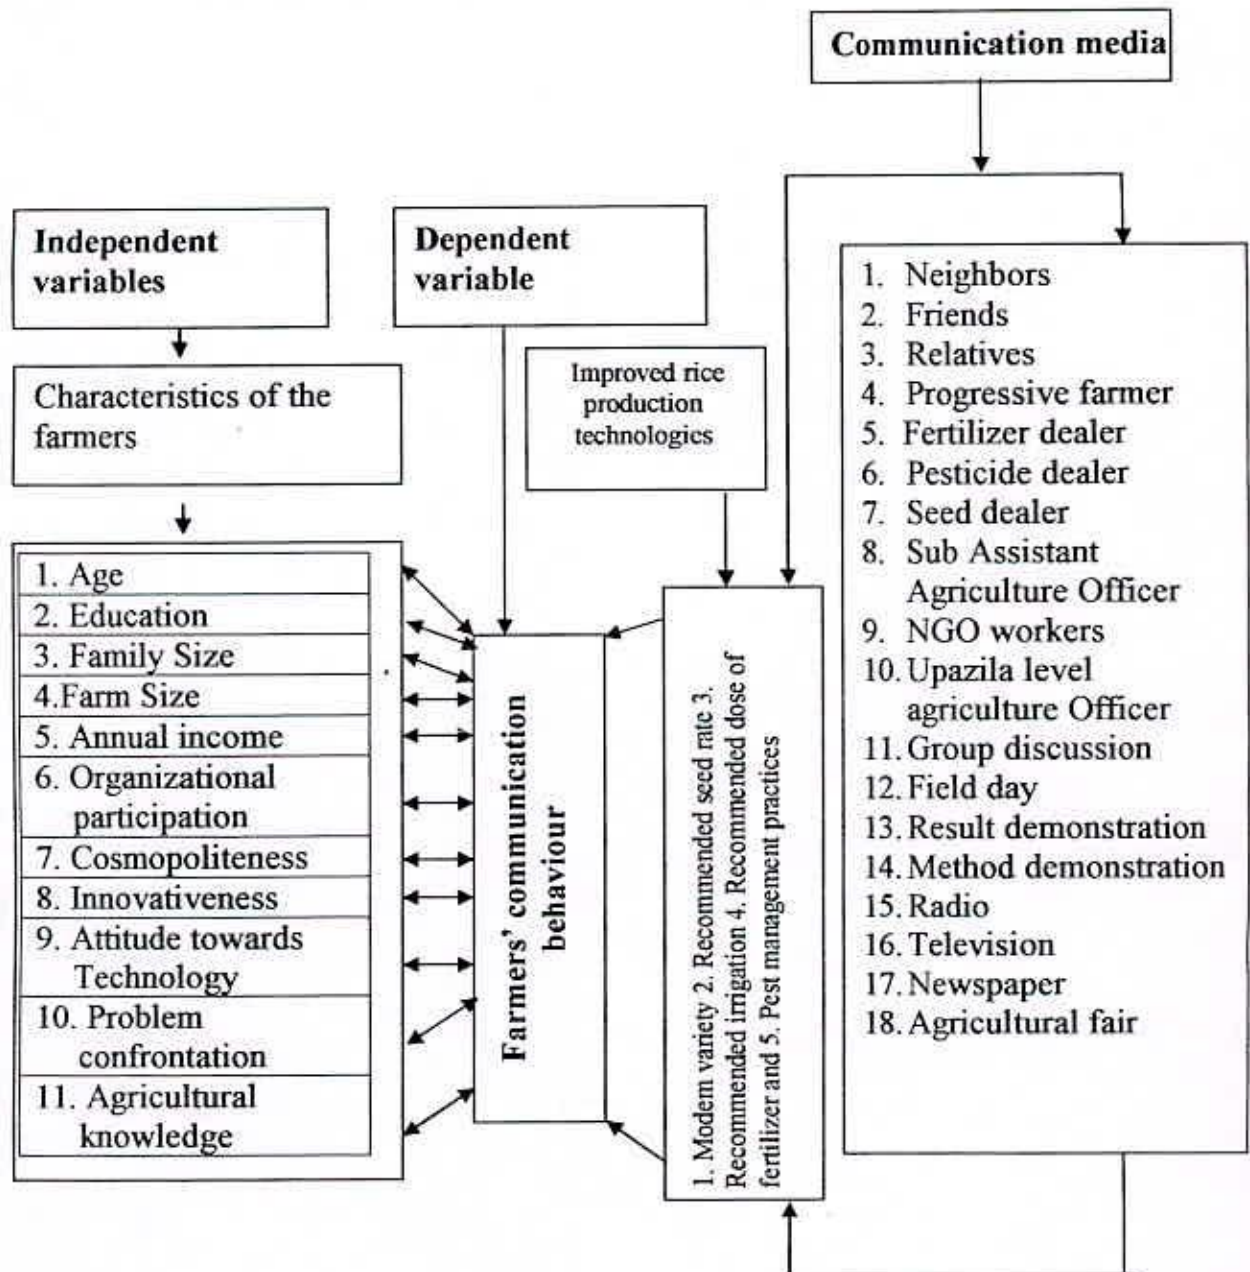 Communication media
Independent
variables
Dependent
variable
Characteristics of the
farmers
Improved rice
production
technologies
1. Age
2. Education
3. Family Size
4.Farm Size
5. Annual income
6. Organizational
participation
7. Cosmopoliteness
8. Innovativeness
9. Attitude towards
Technology
10. Problem
confrontation
11. Agricultural
knowledge
Farmers' communication
behaviour
1. Modern variety 2. Recommended seed rate 3.
Recommended irrigation 4. Recommended dose of
fertilizer and 5. Pest management practices
1. Neighbors
2. Friends
3. Relatives
4. Progressive farmer
5. Fertilizer dealer
6. Pesticide dealer
7. Seed dealer
8. Sub Assistant
Agriculture Officer
9. NGO workers
10. Upazila level
agriculture Officer
11. Group discussion
12. Field day
13. Result demonstration
14. Method demonstration
15. Radio
16. Television
17. Newspaper
18. Agricultural fair